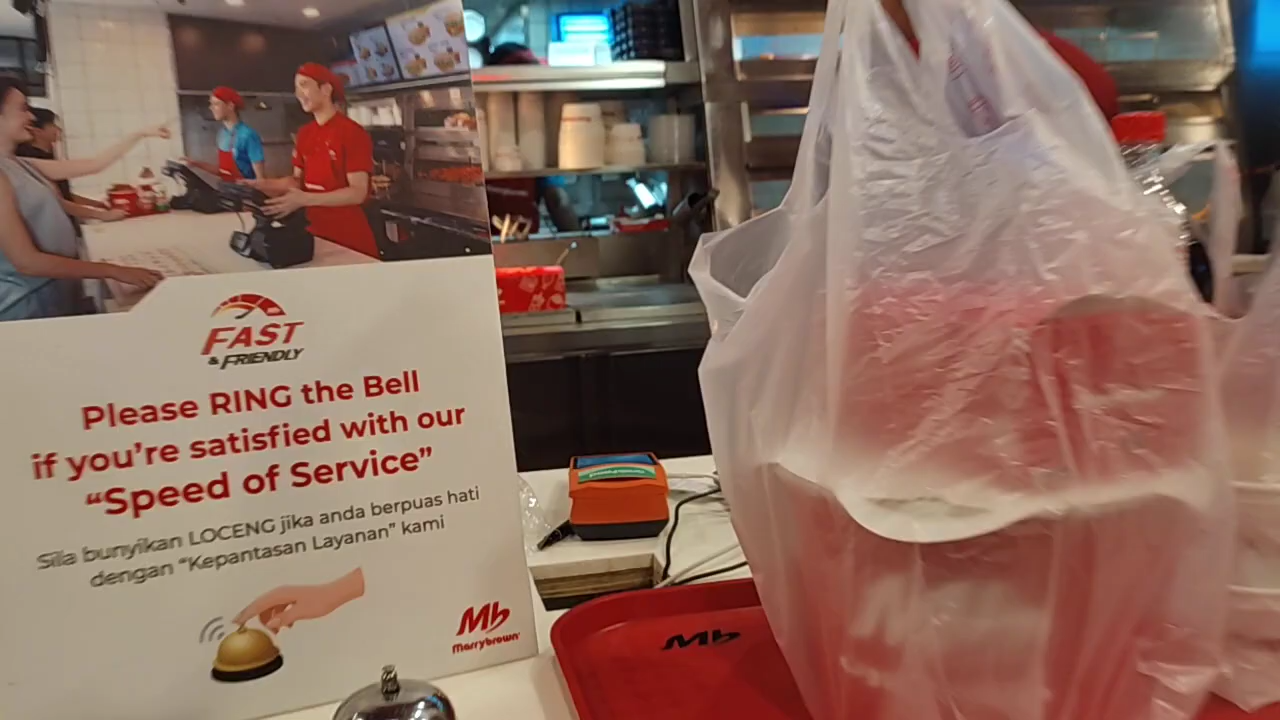 FAST
& FRIENDLY
Please RING the Bell
if you're satisfied with our
“Speed of Service”
Sila bunyikan LOCENG jika anda berpuas hati
dengan “Kepantasan Layanan” kami
Mb
Marrybrown
Mb